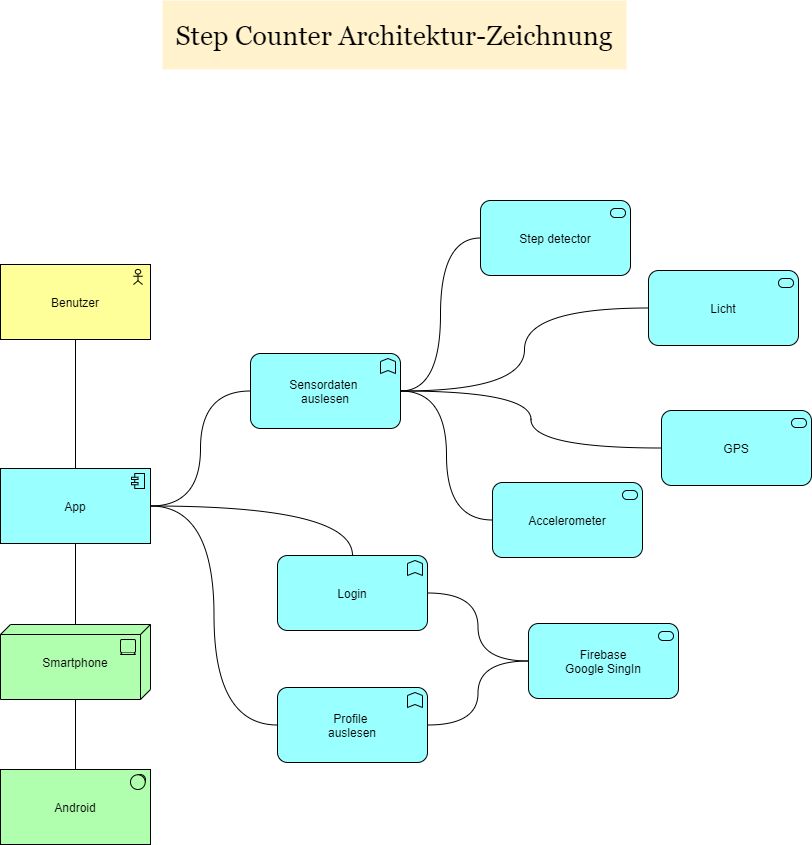 Step Counter Architektur-Zeichnung
Step detector
Benutzer
Licht
Sensordaten
auslesen
GPS
App
Accelerometer
Login
Smartphone
Firebase
Google SingIn
Profile
auslesen
Android